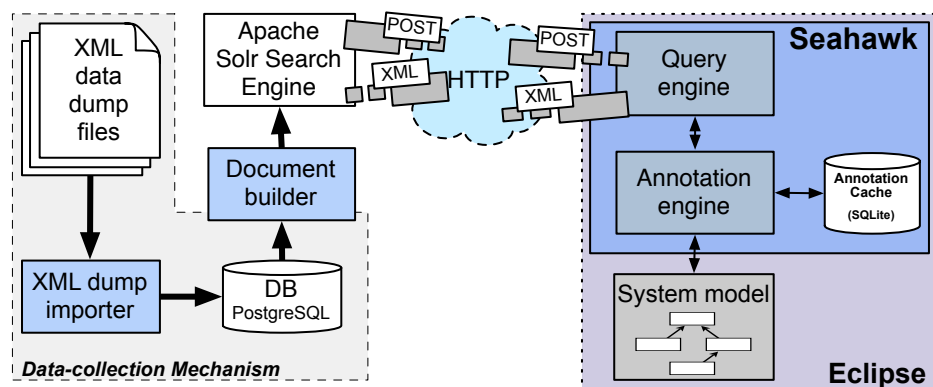 XML
data
dump
files
Apache
Solr Search
Engine
POST
XML
HTTP
POST
XML
Seahawk
Query
engine
Document
builder
Annotation
engine
Annotation
Cache
(SQLite)
XML dump
importer
DB
PostgreSQL
System model
Data-collection Mechanism
Eclipse